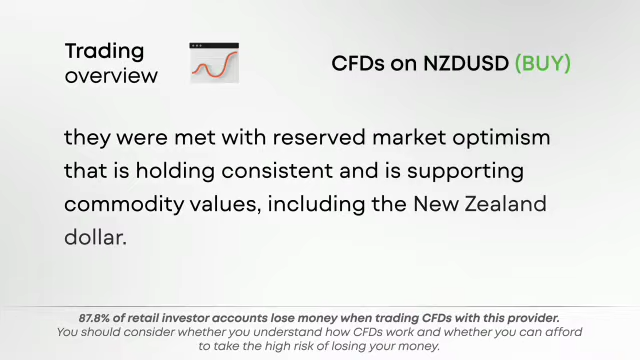 Trading
overview
CFDs on NZDUSD (BUY)
they were met with reserved market optimism
that is holding consistent and is supporting
commodity values, including the New Zealand
dollar.
87.8% of retail investor accounts lose money when trading CFDs with this provider.
You should consider whether you understand how CFDs work and whether you can afford
to take the high risk of losing your money.